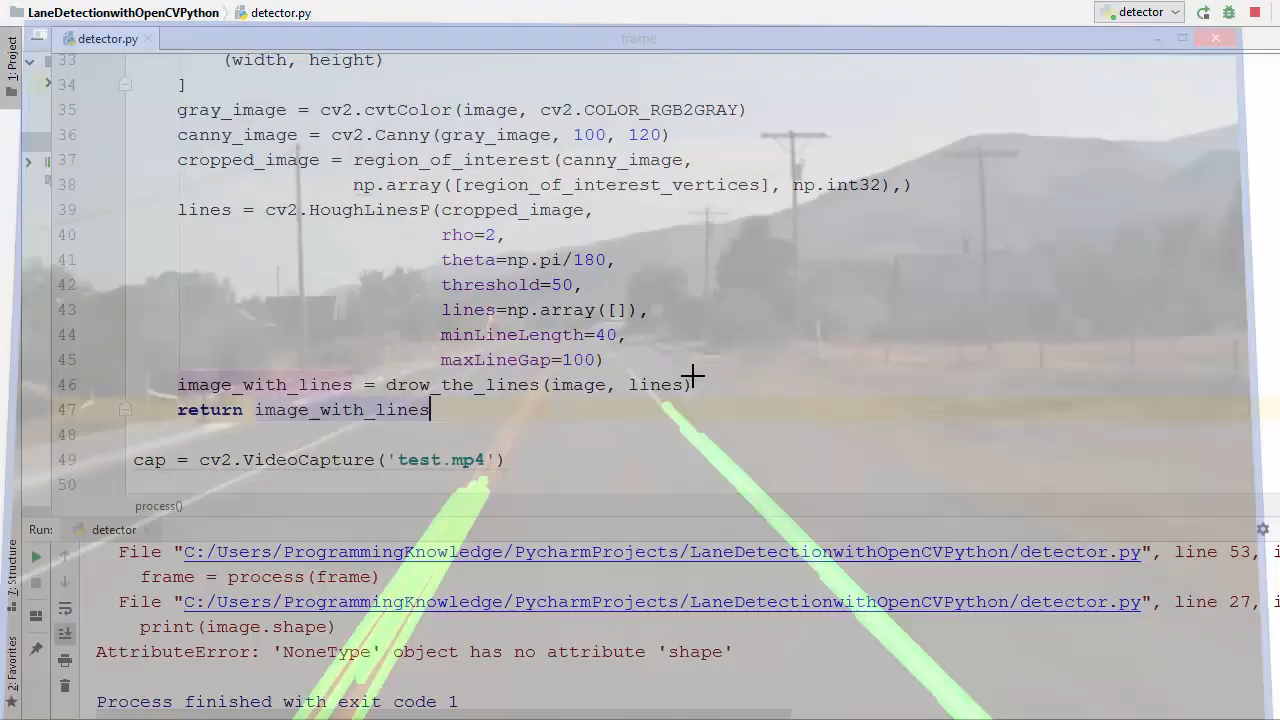 LaneDetectionwithOpenCVPython detector.py detector
1: Project
detector.py
frame
33 (width, height)
34 ]
35 gray_image = cv2.cvtColor(image, cv2.COLOR_RGB2GRAY)
36 canny_image = cv2.Canny(gray_image, 100, 120)
37 cropped_image = region_of_interest(canny_image,
38 np.array([region_of_interest_vertices], np.int32),)
39 lines = cv2.HoughLinesP(cropped_image,
40 rho=2,
41 theta=np.pi/180,
42 threshold=50,
43 lines=np.array([]),
44 minLineLength=40,
45 maxLineGap=100)
46 image_with_lines = drow_the_lines(image, lines)
47 return image_with_lines
48
49 cap = cv2.VideoCapture('test.mp4')
50
process()
Run: detector
7: Structure
2: Favorites
File "C:/Users/ProgrammingKnowledge/PycharmProjects/LaneDetectionwithOpenCVPython/detector.py", line 53, i
frame = process(frame)
File "C:/Users/ProgrammingKnowledge/PycharmProjects/LaneDetectionwithOpenCVPython/detector.py", line 27, i
print(image.shape)
AttributeError: 'NoneType' object has no attribute 'shape'
Process finished with exit code 1